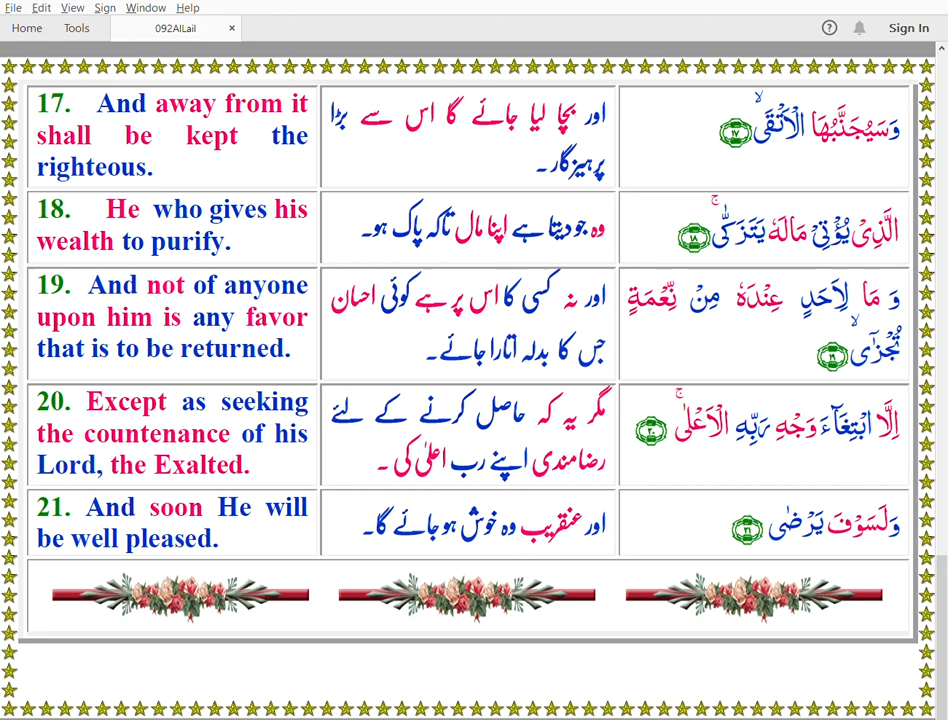 File Edit View Sign Window Help
Home Tools 092AlLail × Sign In
17. And away from it
shall be kept the
righteous.
اور بچا لیا جائے گا اس سے بڑا
پرہیزگار۔
وَسَيُجَنَّبُهَا الْاَتْقَىۙ ﴿۱۷﴾
18. He who gives his
wealth to purify.
وہ جو دیتا ہے اپنا مال تاکہ پاک ہو۔
الَّذِىْ يُؤْتِىْ مَالَهٗ يَتَزَكّٰىۚ ﴿۱۸﴾
19. And not of anyone
upon him is any favor
that is to be returned.
اور نہ کسی کا اس پر ہے کوئی احسان
جس کا بدلہ اتارا جائے۔
وَ مَا لِاَحَدٍ عِنْدَهٗ مِنْ نِّعْمَةٍ
تُجْزٰٓىۙ ﴿۱۹﴾
20. Except as seeking
the countenance of his
Lord, the Exalted.
مگر یہ کہ حاصل کرنے کے لئے
رضامندی اپنے رب اعلیٰ کی۔
اِلَّا ابْتِغَآءَ وَجْهِ رَبِّهِ الْاَعْلٰىۚ ﴿۲۰﴾
21. And soon He will
be well pleased.
اور عنقریب وہ خوش ہو جائے گا۔
وَلَسَوْفَ يَرْضٰى ﴿۲۱﴾